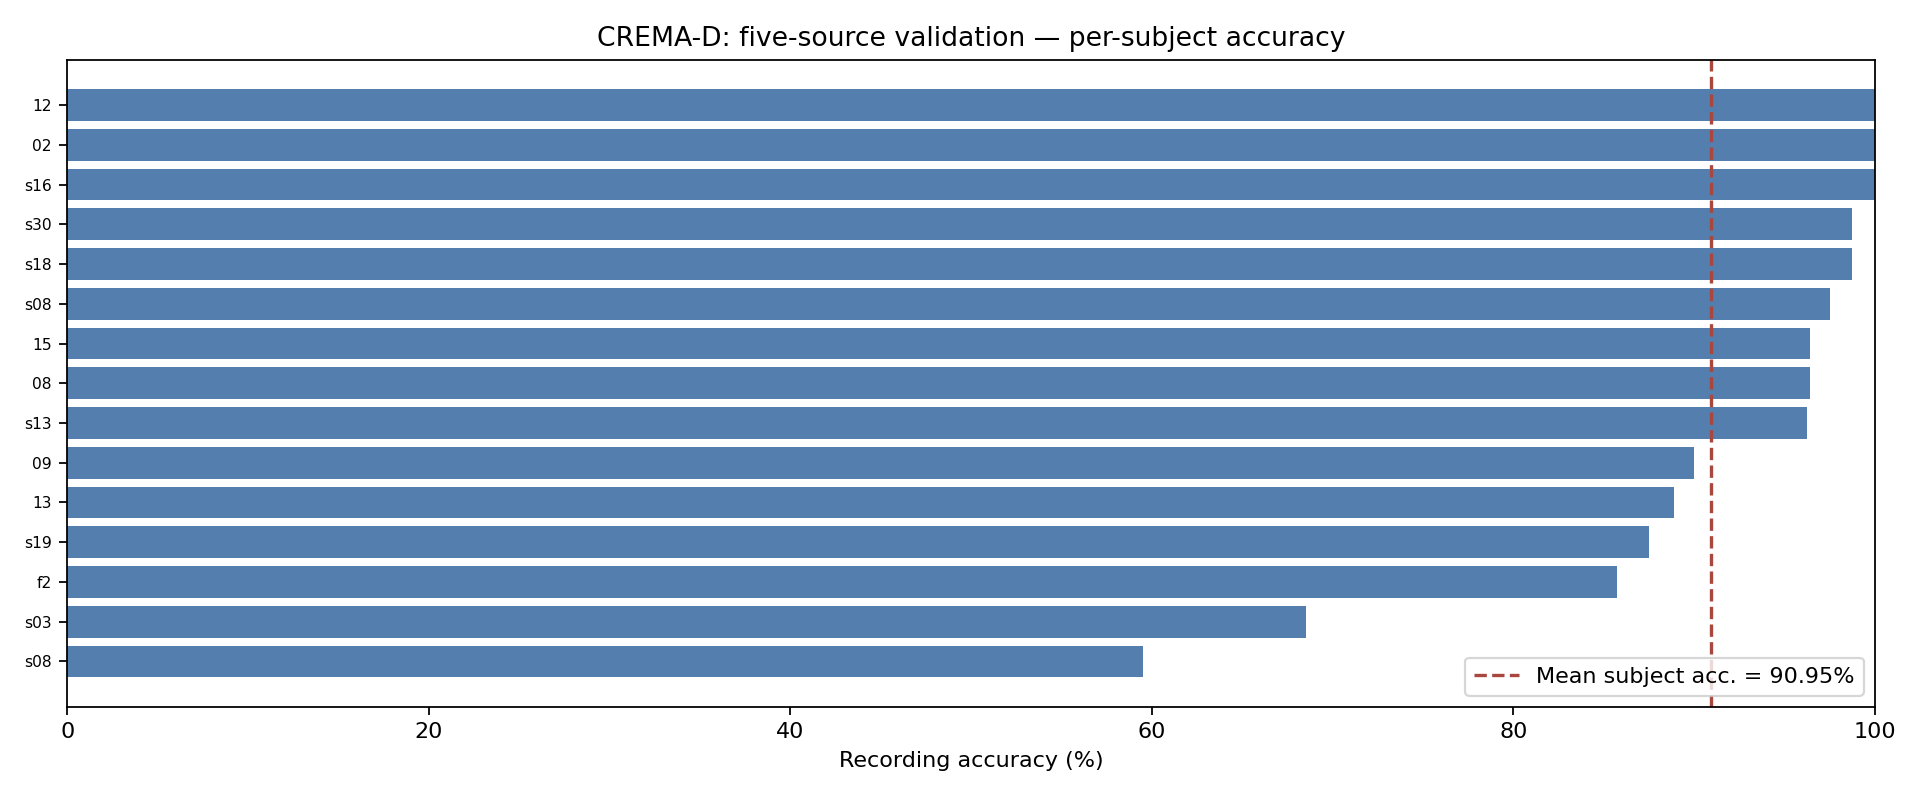 CREMA-D: five-source validation — per-subject accuracy
12
02
s16
s30
s18
s08
15
08
s13
09
13
s19
f2
s03
s08
Mean subject acc. = 90.95%
0 20 40 60 80 100
Recording accuracy (%)